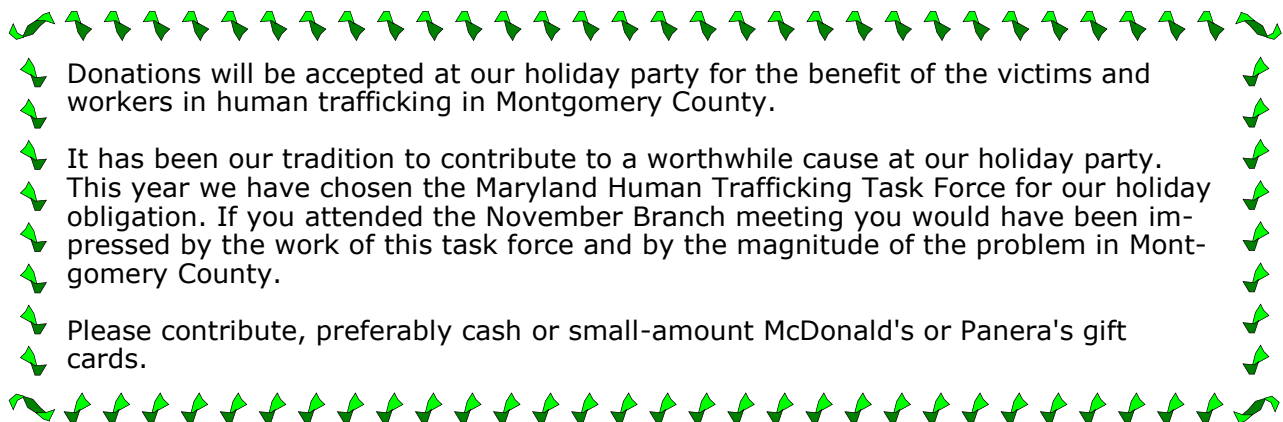 Donations will be accepted at our holiday party for the benefit of the victims and
workers in human trafficking in Montgomery County.
It has been our tradition to contribute to a worthwhile cause at our holiday party.
This year we have chosen the Maryland Human Trafficking Task Force for our holiday
obligation. If you attended the November Branch meeting you would have been im-
pressed by the work of this task force and by the magnitude of the problem in Mont-
gomery County.
Please contribute, preferably cash or small-amount McDonald's or Panera's gift
cards.